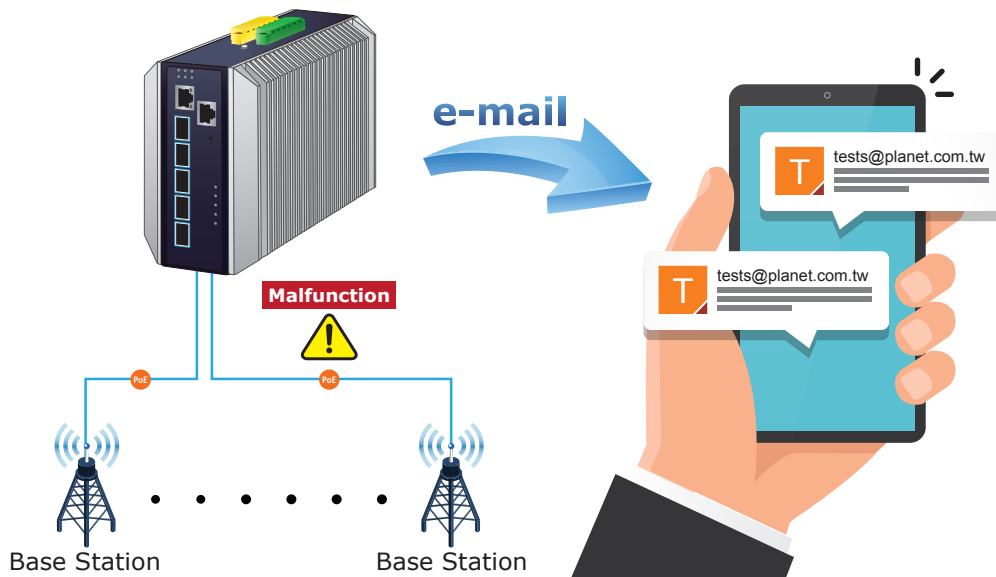 e-mail
T
tests@planet.com.tw
T
tests@planet.com.tw
Malfunction
!
PoE
PoE
Base Station
Base Station